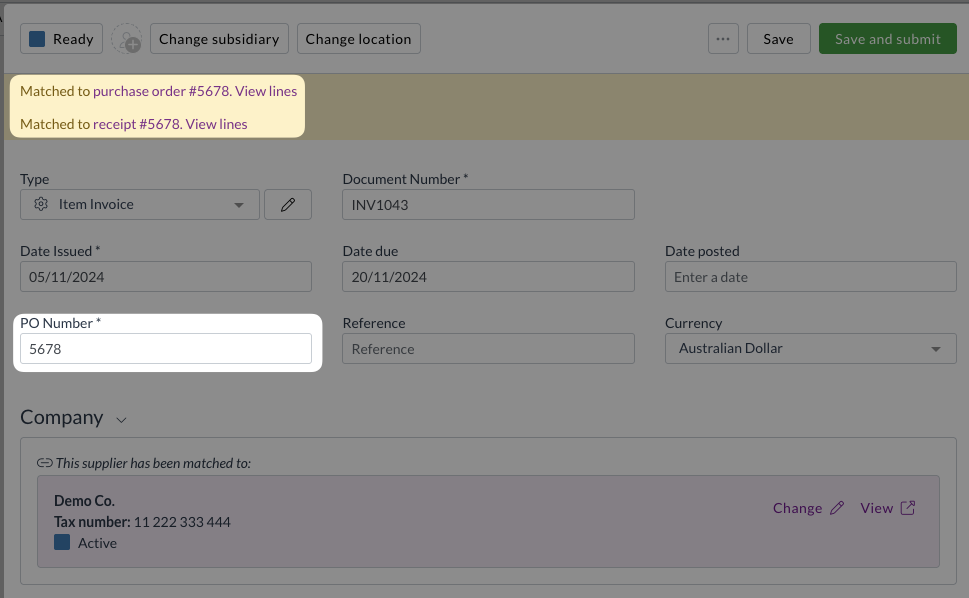 Ready Change subsidiary Change location ... Save Save and submit
Matched to purchase order #5678. View lines
Matched to receipt #5678. View lines
Type Document Number *
Item Invoice INV1043
Date Issued * Date due Date posted
05/11/2024 20/11/2024 Enter a date
PO Number * Reference Currency
5678 Reference Australian Dollar
Company
This supplier has been matched to:
Demo Co.
Tax number: 11 222 333 444 Change View
Active